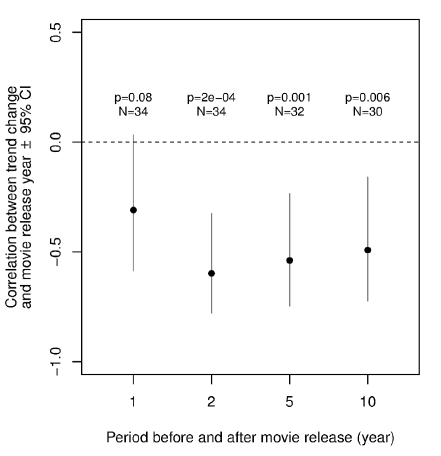 0.5
0.0
−0.5
−1.0
Correlation between trend change
and movie release year ± 95% CI
p=0.08 p=2e−04 p=0.001 p=0.006
N=34 N=34 N=32 N=30
1 2 5 10
Period before and after movie release (year)